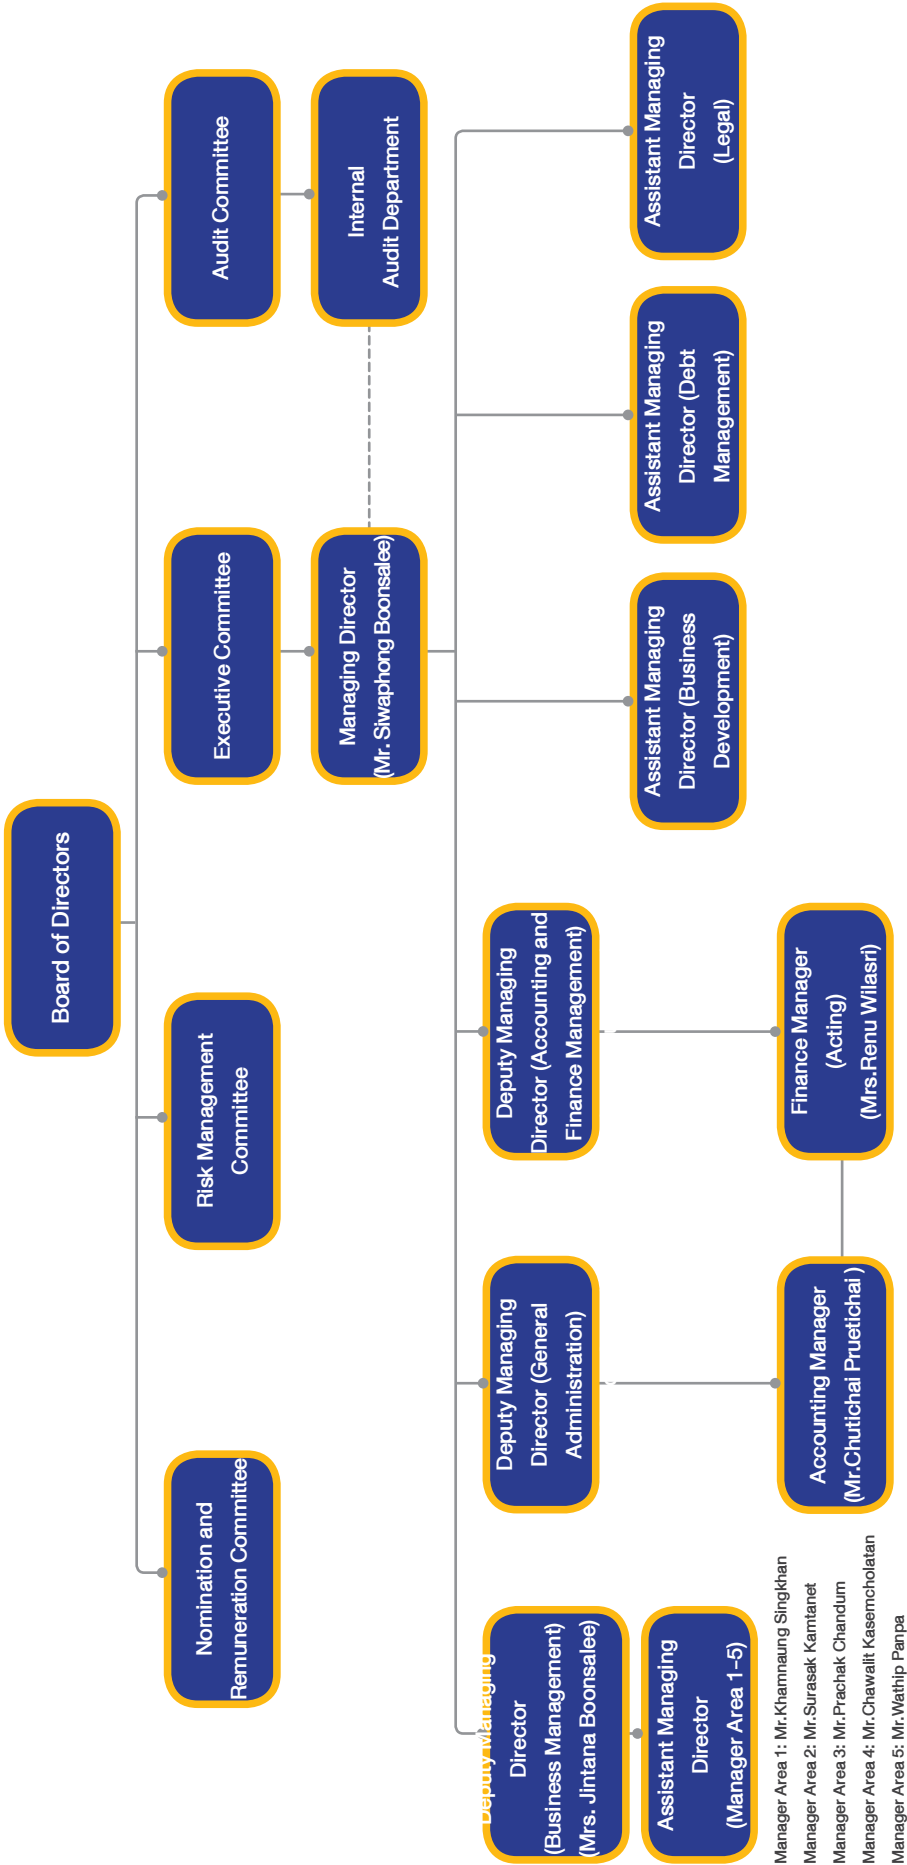 Board of Directors
Nomination and
Remuneration Committee
Risk Management
Committee
Executive Committee
Audit Committee
Managing Director
(Mr. Siwaphong Boonsalee)
Internal
Audit Department
Deputy Managing
Director
(Business Management)
(Mrs. Jintana Boonsalee)
Deputy Managing
Director (General
Administration)
Deputy Managing
Director (Accounting and
Finance Management)
Assistant Managing
Director (Business
Development)
Assistant Managing
Director (Debt
Management)
Assistant Managing
Director
(Legal)
Assistant Managing
Director
(Manager Area 1-5)
Accounting Manager
(Mr.Chutichai Pruetichai )
Finance Manager
(Acting)
(Mrs.Renu Wilasri)
Manager Area 1: Mr.Khamnaung Singkhan
Manager Area 2: Mr.Surasak Kamtanet
Manager Area 3: Mr.Prachak Chandum
Manager Area 4: Mr.Chawalit Kasemcholatan
Manager Area 5: Mr.Wathip Panpa